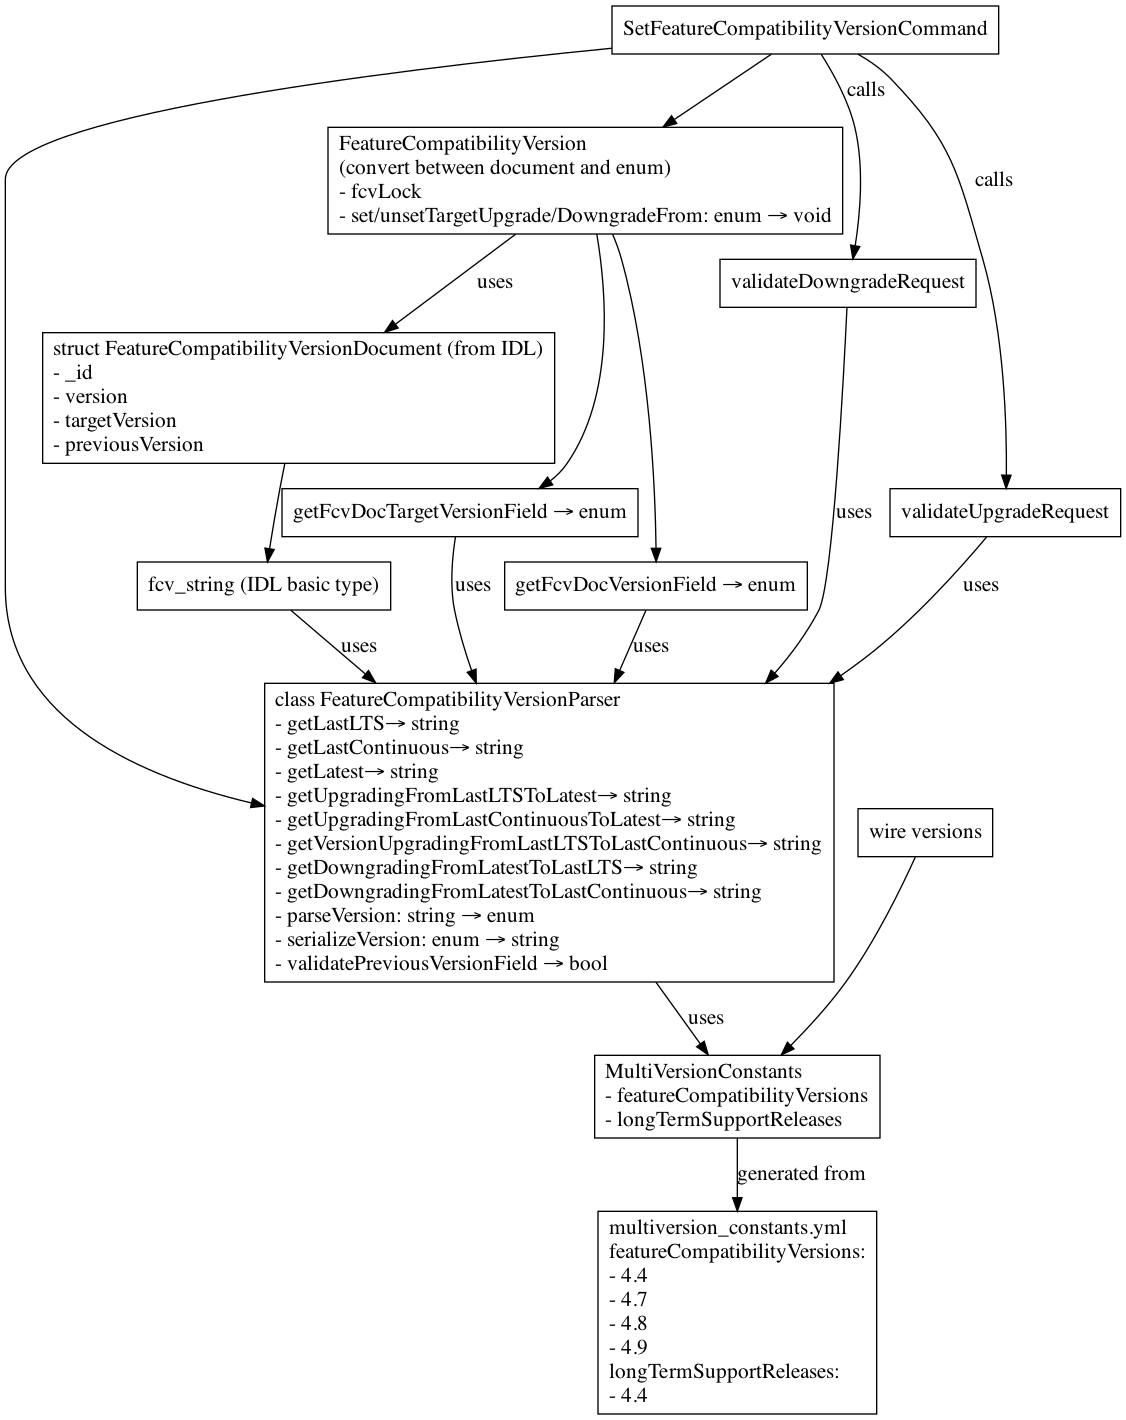 SetFeatureCompatibilityVersionCommand
calls
FeatureCompatibilityVersion
(convert between document and enum)
- fcvLock
- set/unsetTargetUpgrade/DowngradeFrom: enum → void
calls
validateDowngradeRequest
uses
struct FeatureCompatibilityVersionDocument (from IDL)
- _id
- version
- targetVersion
- previousVersion
getFcvDocTargetVersionField → enum
uses
validateUpgradeRequest
fcv_string (IDL basic type)
uses
getFcvDocVersionField → enum
uses
uses
uses
class FeatureCompatibilityVersionParser
- getLastLTS→ string
- getLastContinuous→ string
- getLatest→ string
- getUpgradingFromLastLTSToLatest→ string
- getUpgradingFromLastContinuousToLatest→ string
- getVersionUpgradingFromLastLTSToLastContinuous→ string
- getDowngradingFromLatestToLastLTS→ string
- getDowngradingFromLatestToLastContinuous→ string
- parseVersion: string → enum
- serializeVersion: enum → string
- validatePreviousVersionField → bool
wire versions
uses
MultiVersionConstants
- featureCompatibilityVersions
- longTermSupportReleases
generated from
multiversion_constants.yml
featureCompatibilityVersions:
- 4.4
- 4.7
- 4.8
- 4.9
longTermSupportReleases:
- 4.4